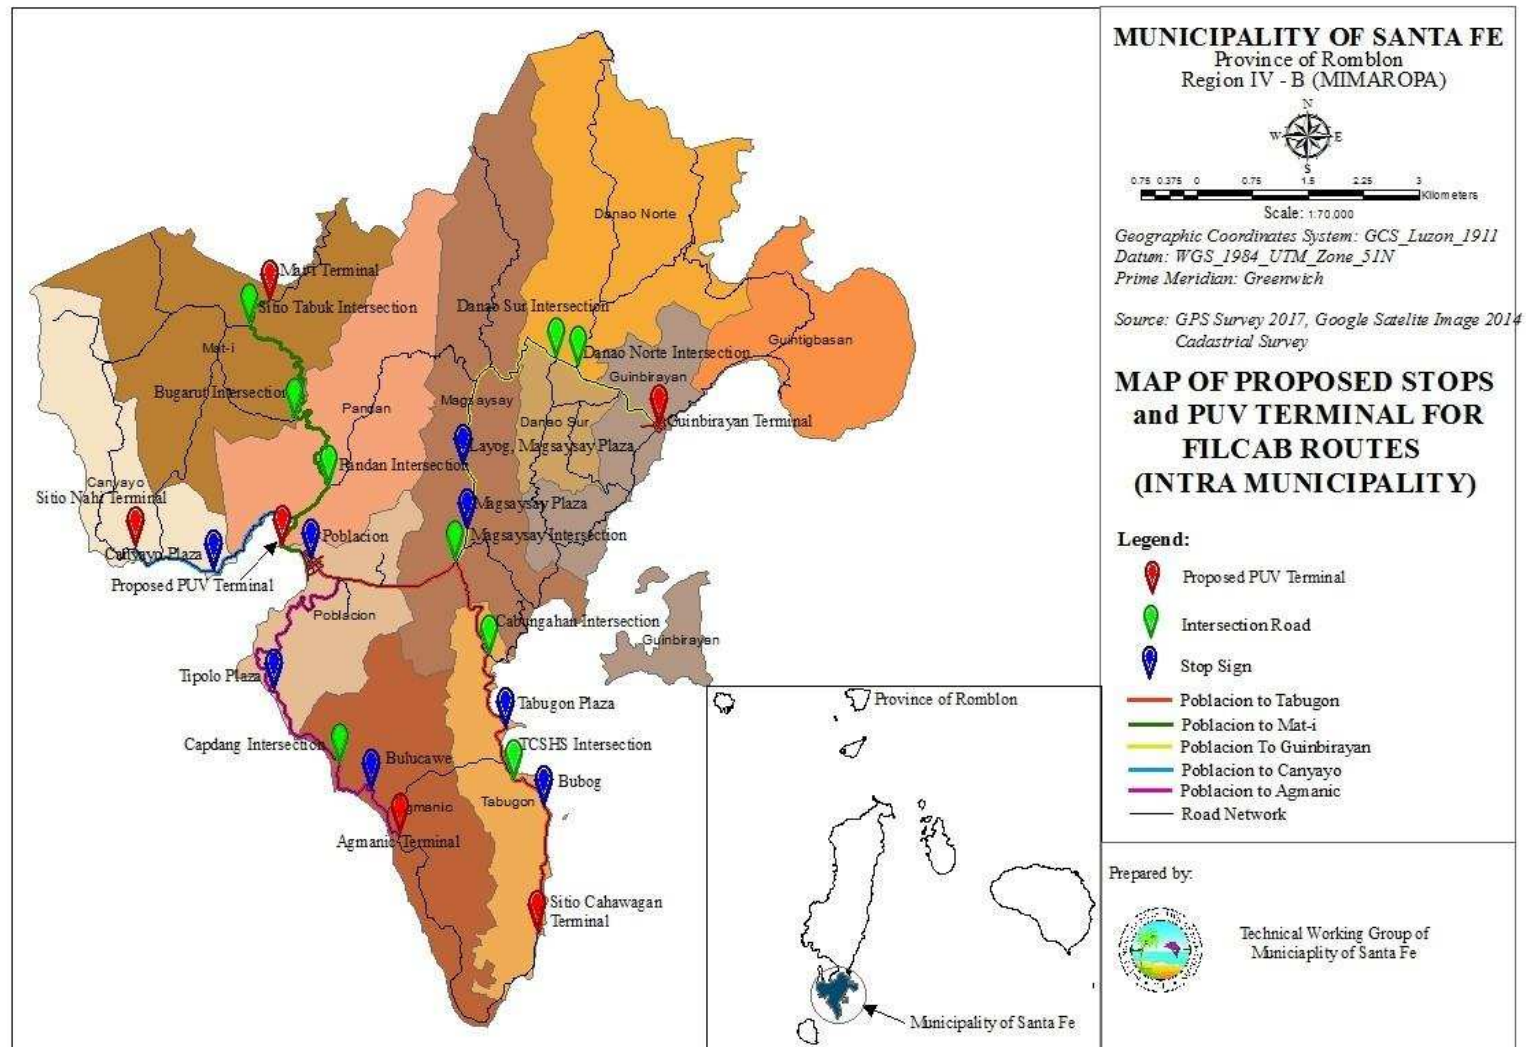 MUNICIPALITY OF SANTA FE
Province of Romblon
Region IV - B (MIMAROPA)
N
W
E
S
0.75 0.375 0 0.75 1.5 2.25 3
Kilometers
Scale: 1:70,000
Geographic Coordinates System: GCS_Luzon_1911
Datum: WGS_1984_UTM_Zone_51N
Prime Meridian: Greenwich
Source: GPS Survey 2017, Google Satelite Image 2014
Cadastrial Survey
MAP OF PROPOSED STOPS
and PUV TERMINAL FOR
FILCAB ROUTES
(INTRA MUNICIPALITY)
Legend:
Proposed PUV Terminal
Intersection Road
Stop Sign
Poblacion to Tabugon
Poblacion to Mat-i
Poblacion To Guinbirayan
Poblacion to Canyayo
Poblacion to Agmanic
Road Network
Prepared by:
Technical Working Group of
Municiaplity of Santa Fe
Danao Norte
Mat-i Terminal
Sitio Tabuk Intersection
Danao Sur Intersection
Mat-i
Guintigbasan
Danao Norte Intersection
Guinbirayan
Bugarut Intersection
Pandan
Magsaysay
Danao Sur
Guinbirayan Terminal
Layog, Magsaysay Plaza
Pandan Intersection
Canyayo
Sitio Nahi Terminal
Magsaysay Plaza
Poblacion
Magsaysay Intersection
Canyayo Plaza
Proposed PUV Terminal
Poblacion
Cabungahan Intersection
Guinbirayan
Tipolo Plaza
Tabugon Plaza
Capdang Intersection
TCSHS Intersection
Bulucawe
Bubog
Agmanic
Tabugon
Agmanic Terminal
Sitio Cahawagan
Terminal
Province of Romblon
Municipality of Santa Fe